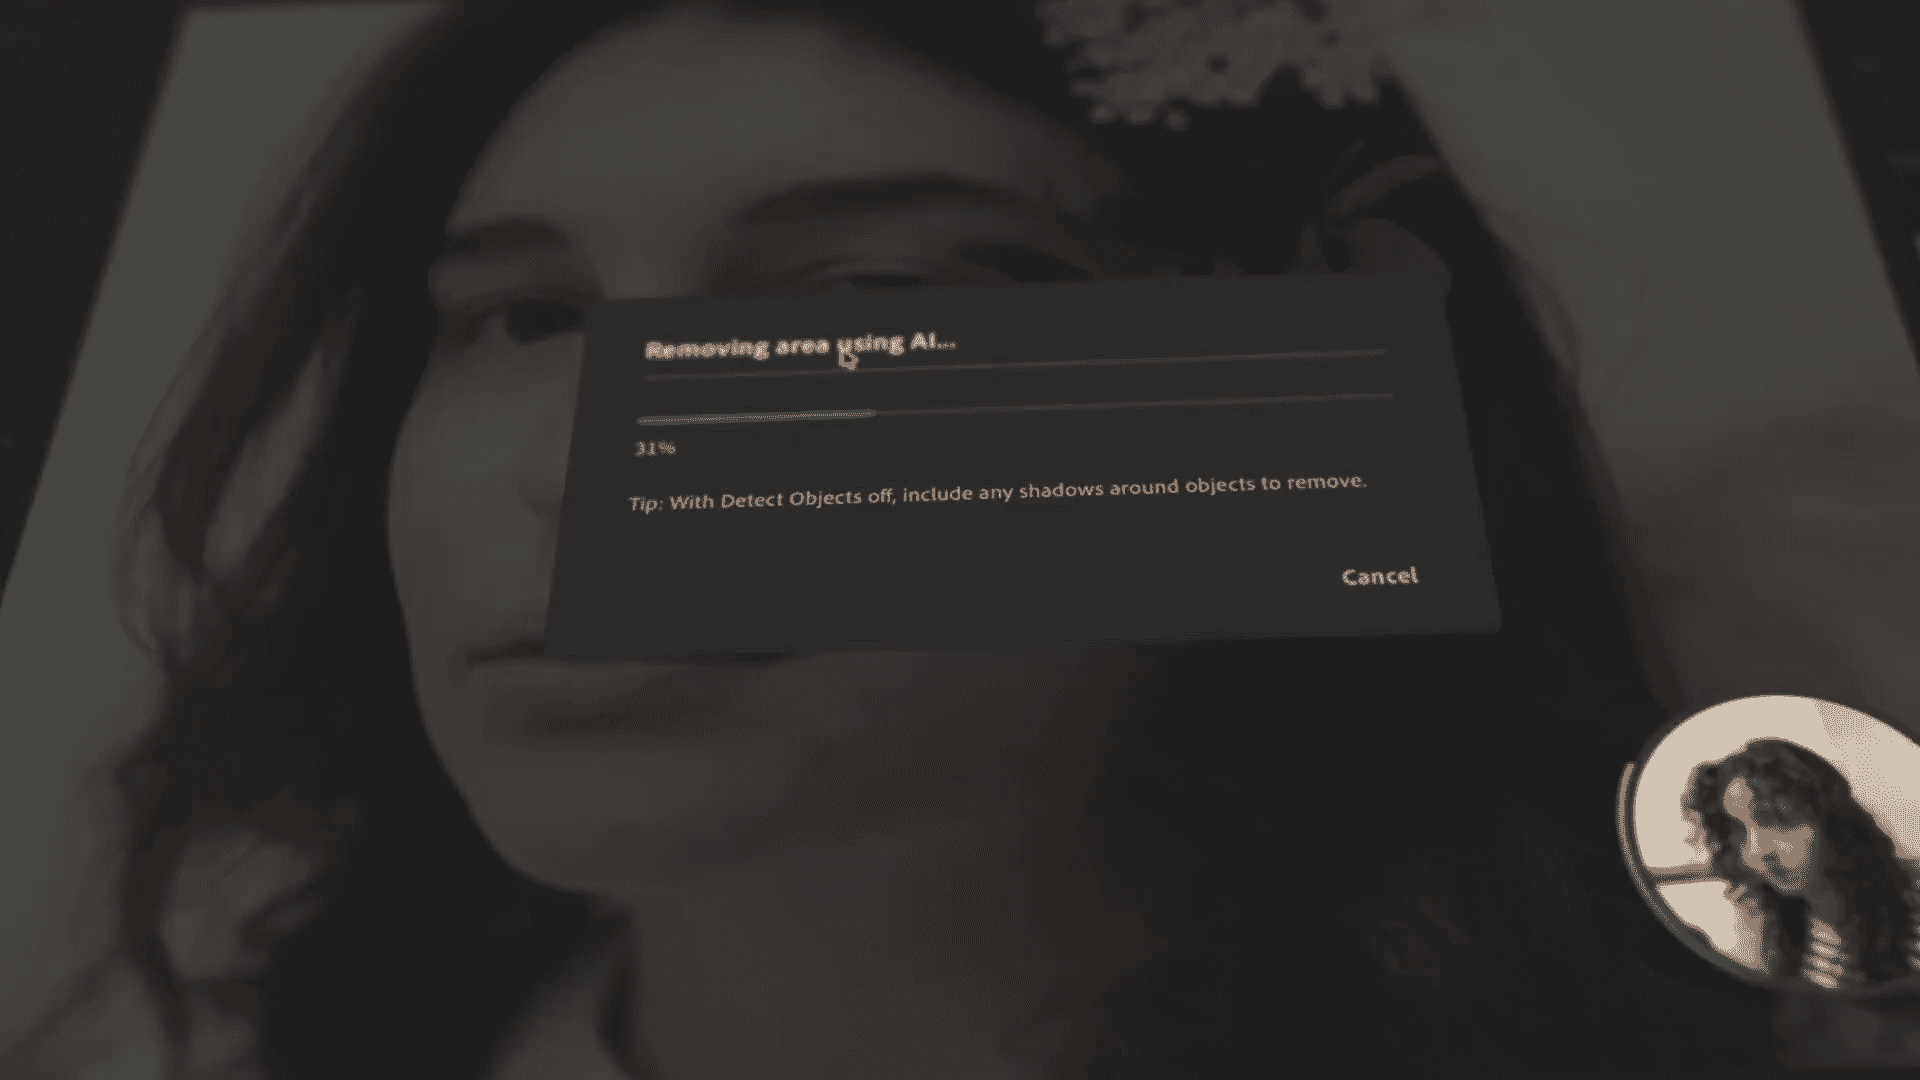 Removing area using AI...
31%
Tip: With Detect Objects off, include any shadows around objects to remove.
Cancel